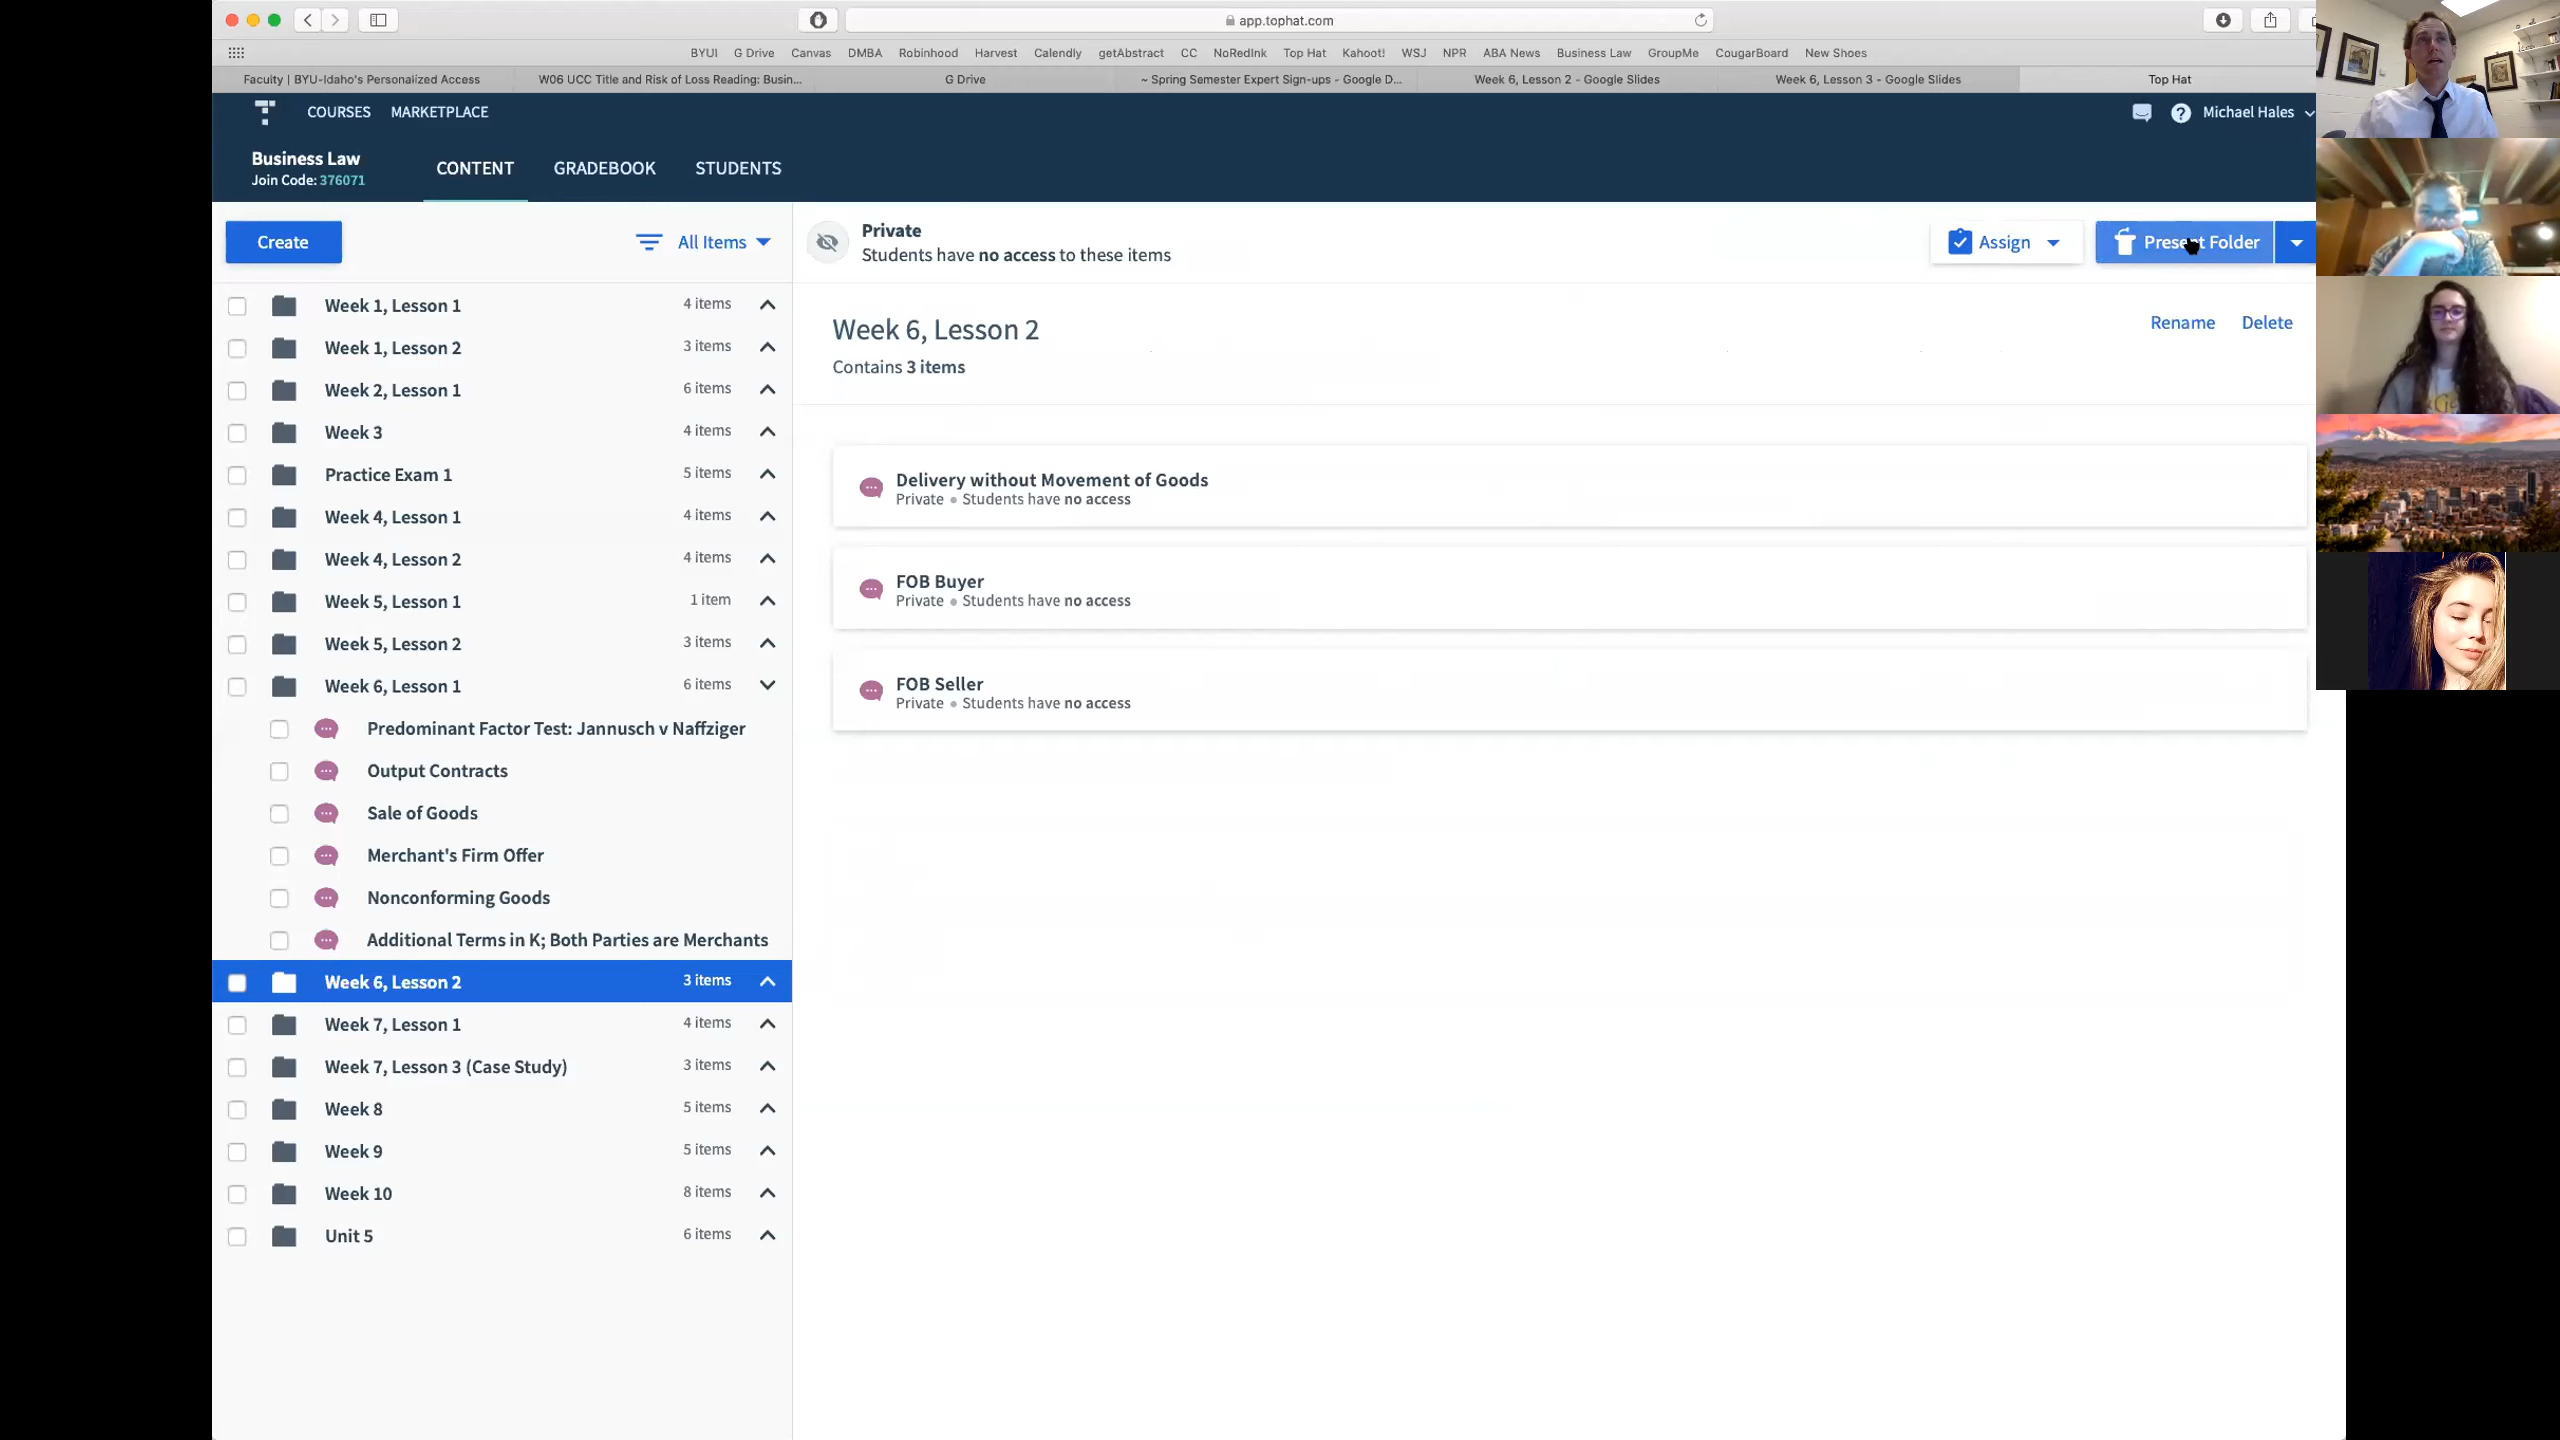 app.tophat.com
BYUI G Drive Canvas DMBA Robinhood Harvest Calendly getAbstract CC NoRedInk Top Hat Kahoot! WSJ NPR ABA News Business Law GroupMe CougarBoard New Shoes
Faculty | BYU-Idaho's Personalized Access W06 UCC Title and Risk of Loss Reading: Busin... G Drive ~ Spring Semester Expert Sign-ups - Google D... Week 6, Lesson 2 - Google Slides Week 6, Lesson 3 - Google Slides Top Hat
COURSES MARKETPLACE Michael Hales
Business Law
Join Code: 376071
CONTENT GRADEBOOK STUDENTS
Create All Items
Week 1, Lesson 1 4 items
Week 1, Lesson 2 3 items
Week 2, Lesson 1 6 items
Week 3 4 items
Practice Exam 1 5 items
Week 4, Lesson 1 4 items
Week 4, Lesson 2 4 items
Week 5, Lesson 1 1 item
Week 5, Lesson 2 3 items
Week 6, Lesson 1 6 items
Predominant Factor Test: Jannusch v Naffziger
Output Contracts
Sale of Goods
Merchant's Firm Offer
Nonconforming Goods
Additional Terms in K; Both Parties are Merchants
Week 6, Lesson 2 3 items
Week 7, Lesson 1 4 items
Week 7, Lesson 3 (Case Study) 3 items
Week 8 5 items
Week 9 5 items
Week 10 8 items
Unit 5 6 items
Private
Students have no access to these items
Assign Present Folder
Week 6, Lesson 2
Rename Delete
Contains 3 items
Delivery without Movement of Goods
Private • Students have no access
FOB Buyer
Private • Students have no access
FOB Seller
Private • Students have no access